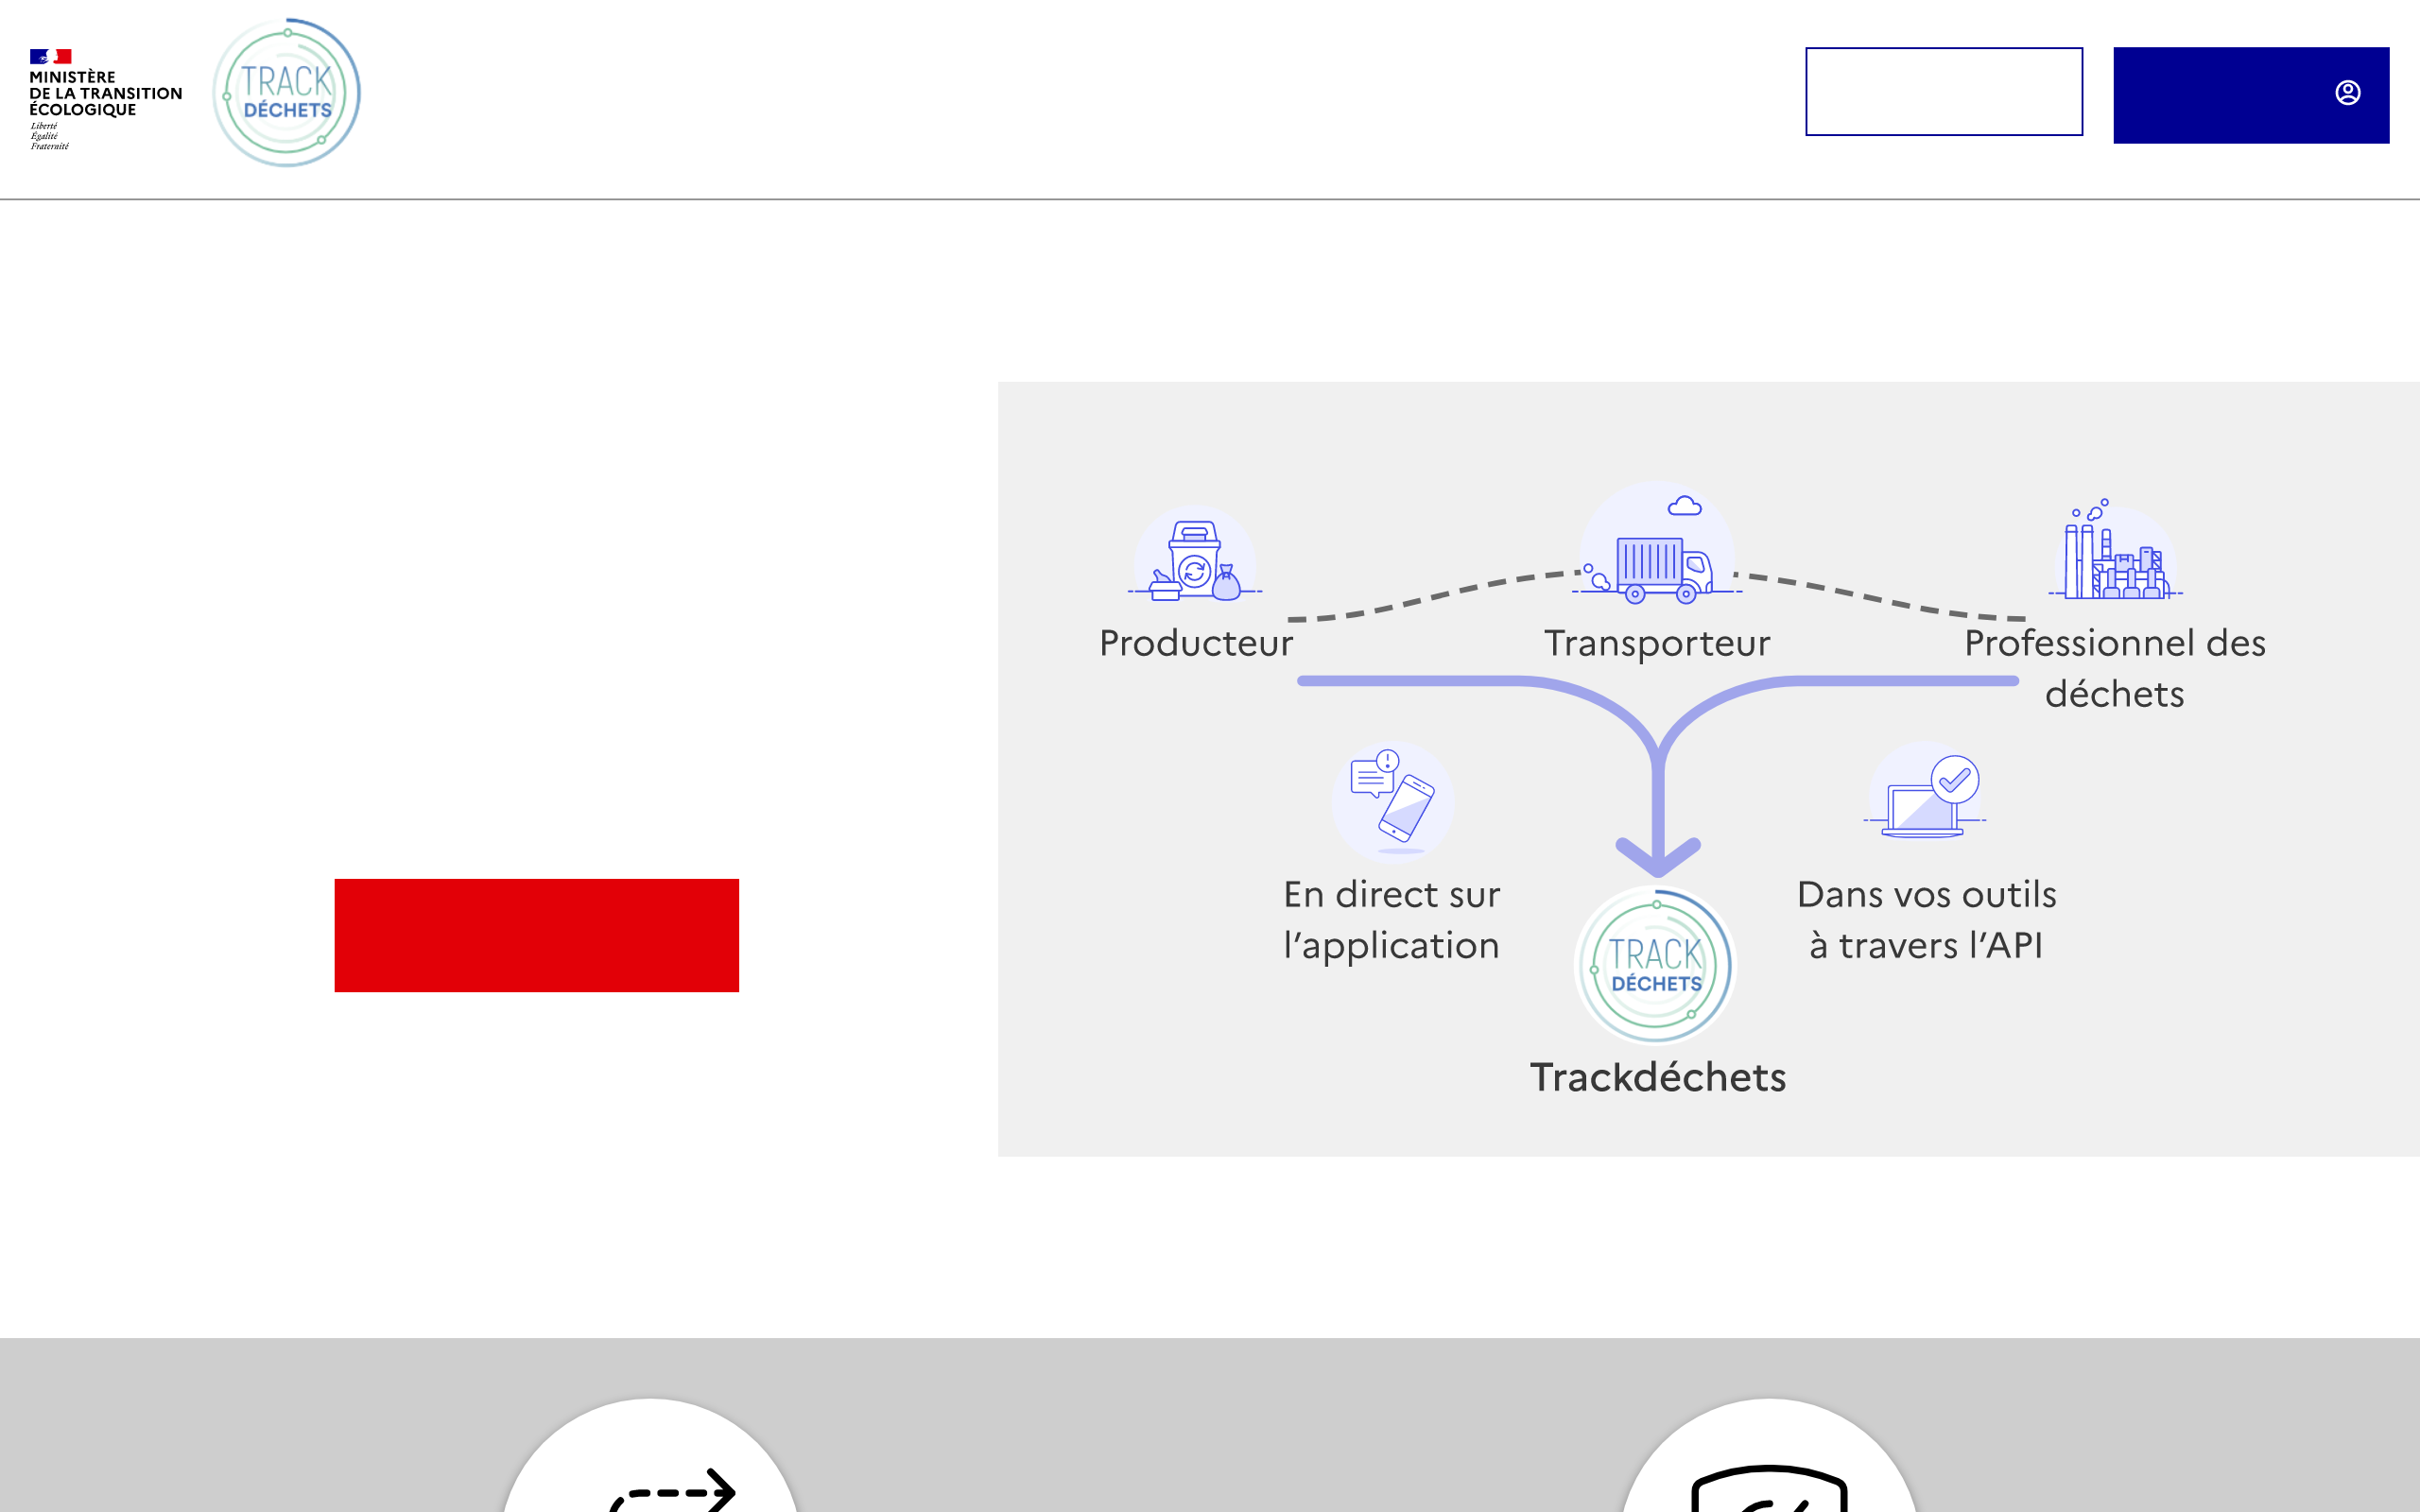 MINISTÈRE
DE LA TRANSITION
ÉCOLOGIQUE
Liberté
Égalité
Fraternité
TRACK
DÉCHETS
Producteur
Transporteur
Professionnel des
déchets
En direct sur
l’application
Dans vos outils
à travers l’API
TRACK
DÉCHETS
Trackdéchets